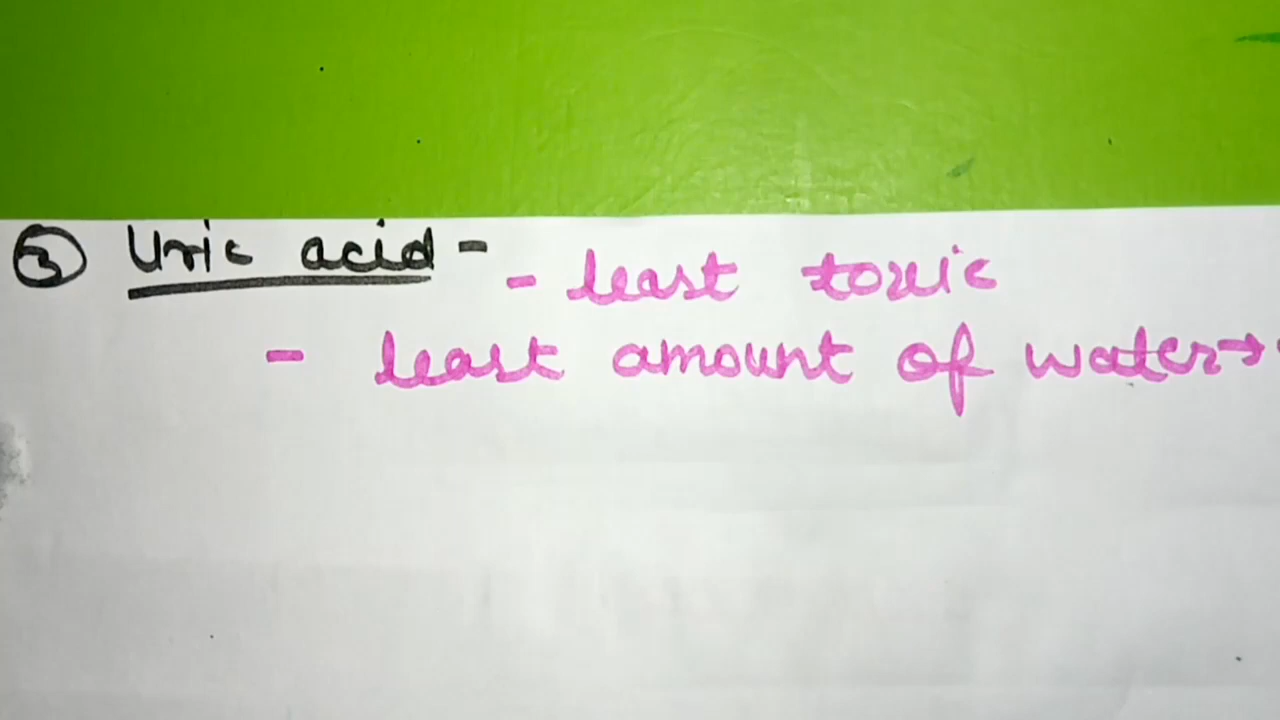 ③ Uric acid - - least toxic
- least amount of water→